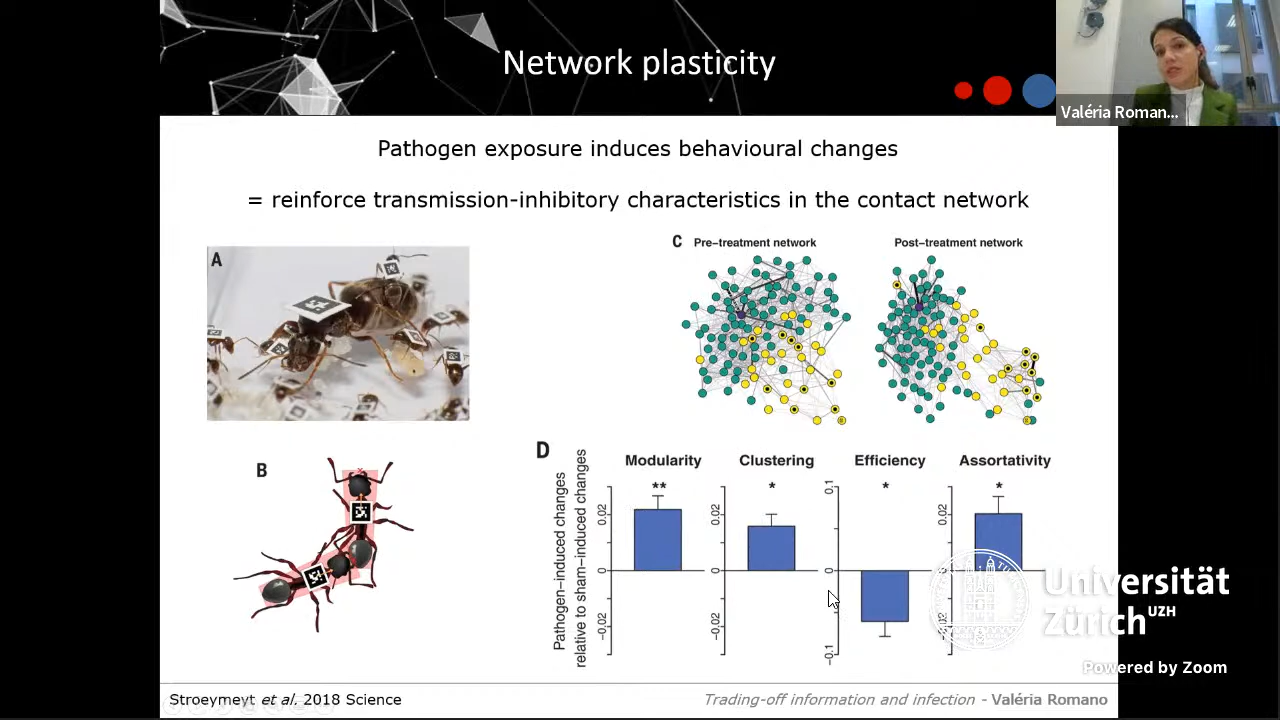 Network plasticity
Valéria Roman...
Pathogen exposure induces behavioural changes
= reinforce transmission-inhibitory characteristics in the contact network
A
C Pre-treatment network Post-treatment network
B
D
Pathogen-induced changes
relative to sham-induced changes
Modularity Clustering Efficiency Assortativity
** * * *
0.02 0.02 0.1 0.02
0 0 0 0
-0.02 -0.02 -0.1
Universität
Zürich UZH
Powered by Zoom
Stroeymeyt et al. 2018 Science
Trading-off information and infection - Valéria Romano